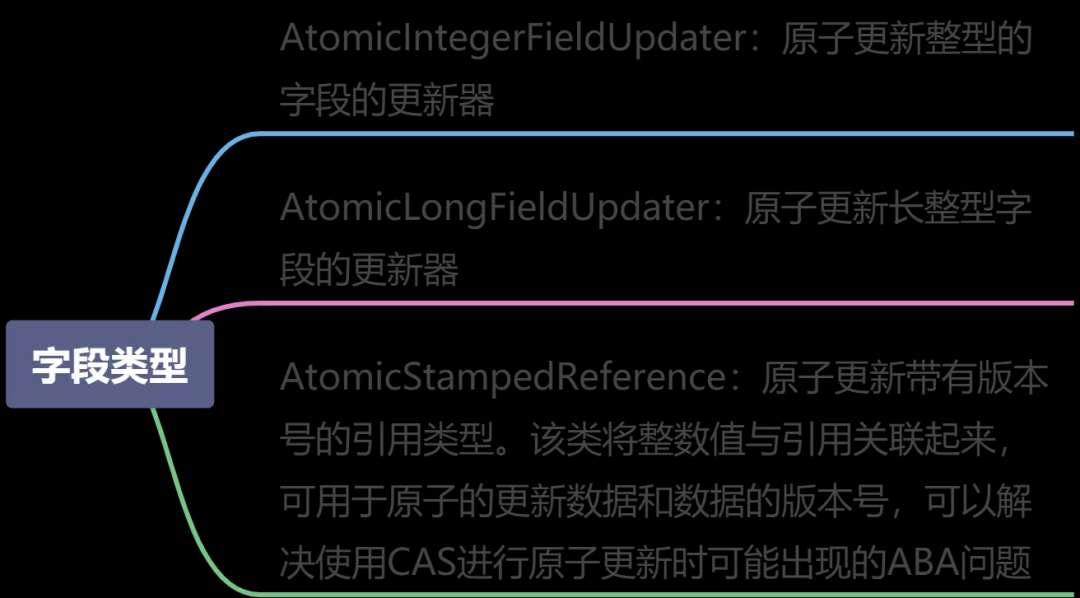 AtomicIntegerFieldUpdater：原子更新整型的
字段的更新器
AtomicLongFieldUpdater：原子更新长整型字
段的更新器
字段类型
AtomicStampedReference：原子更新带有版本
号的引用类型。该类将整数值与引用关联起来，
可用于原子的更新数据和数据的版本号，可以解
决使用CAS进行原子更新时可能出现的ABA问题